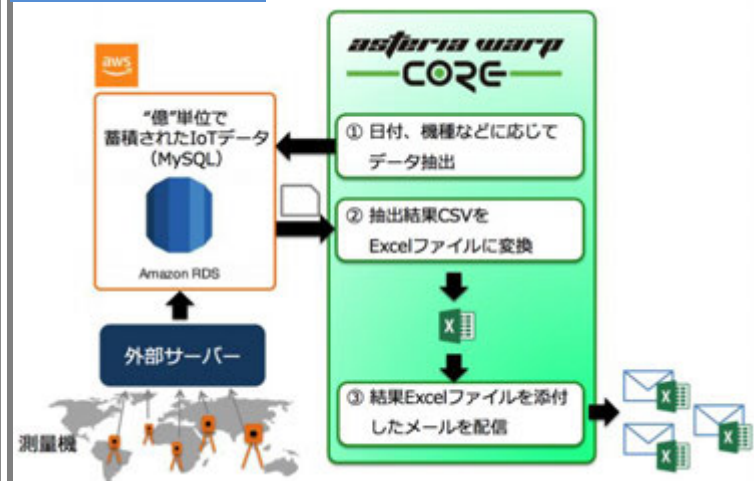 aws
"億"単位で
蓄積されたIoTデータ
（MySQL）
Amazon RDS
外部サーバー
測量機
asteria warp
CORE
① 日付、機種などに応じて
データ抽出
② 抽出結果CSVを
Excelファイルに変換
X
③ 結果Excelファイルを添付
したメールを配信
X
X
X